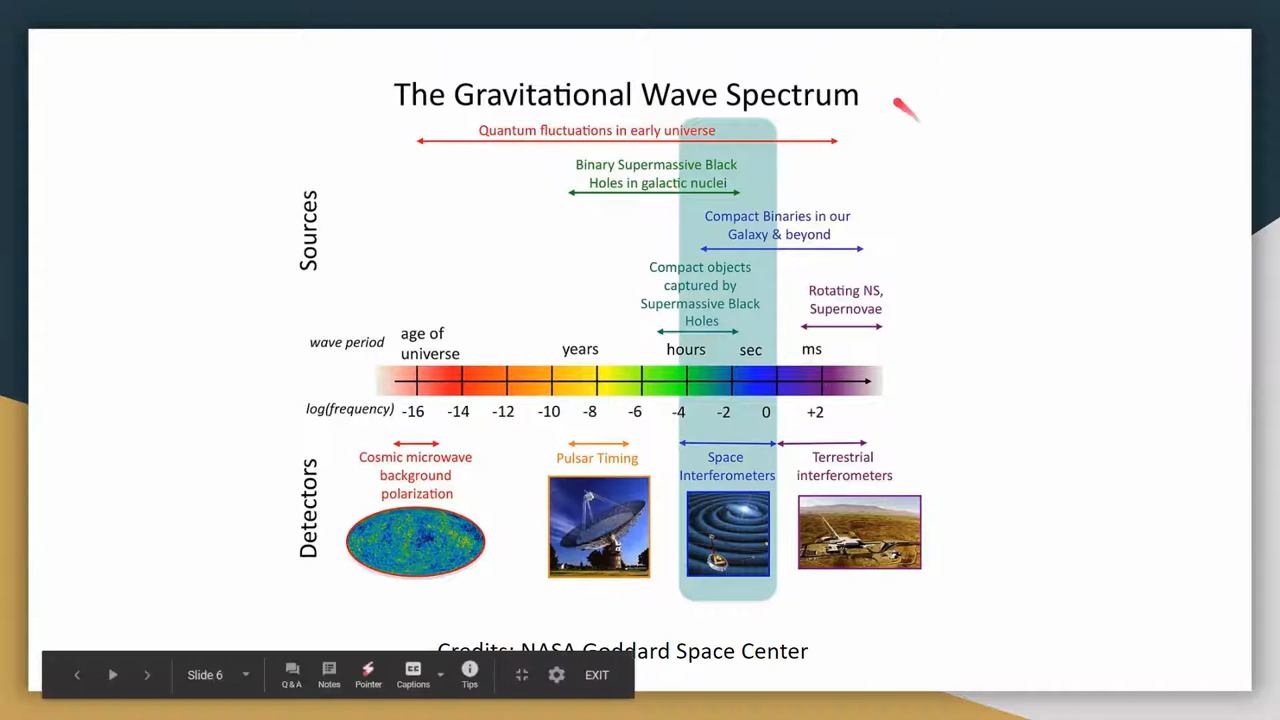 The Gravitational Wave Spectrum
Quantum fluctuations in early universe
Binary Supermassive Black
Holes in galactic nuclei
Compact Binaries in our
Galaxy & beyond
Compact objects
captured by
Supermassive Black
Holes
Rotating NS,
Supernovae
Sources
wave period
age of
universe
years
hours
sec
ms
log(frequency)
-16 -14 -12 -10 -8 -6 -4 -2 0 +2
Detectors
Cosmic microwave
background
polarization
Pulsar Timing
Space
Interferometers
Terrestrial
interferometers
Credits: NASA Goddard Space Center
Slide 6
Q & A
Notes
Pointer
CC
Captions
Tips
EXIT